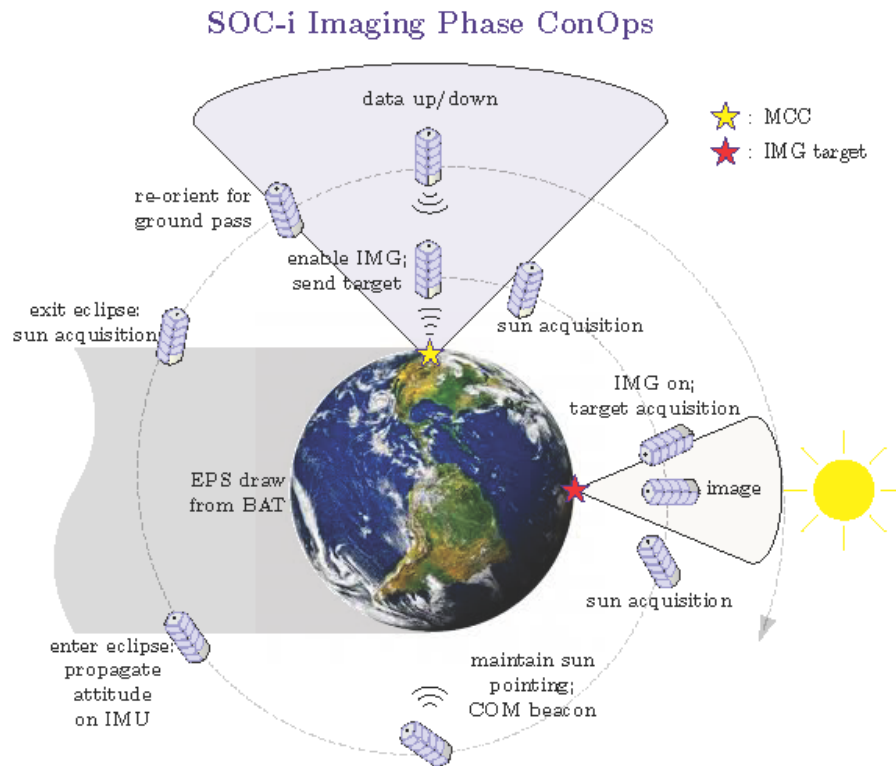 SOC-i Imaging Phase ConOps
data up/down
: MCC
: IMG target
re-orient for
ground pass
enable IMG;
send target
exit eclipse:
sun acquisition
sun acquisition
IMG on;
target acquisition
EPS draw
from BAT
image
sun acquisition
enter eclipse:
propagate
attitude
on IMU
maintain sun
pointing;
COM beacon